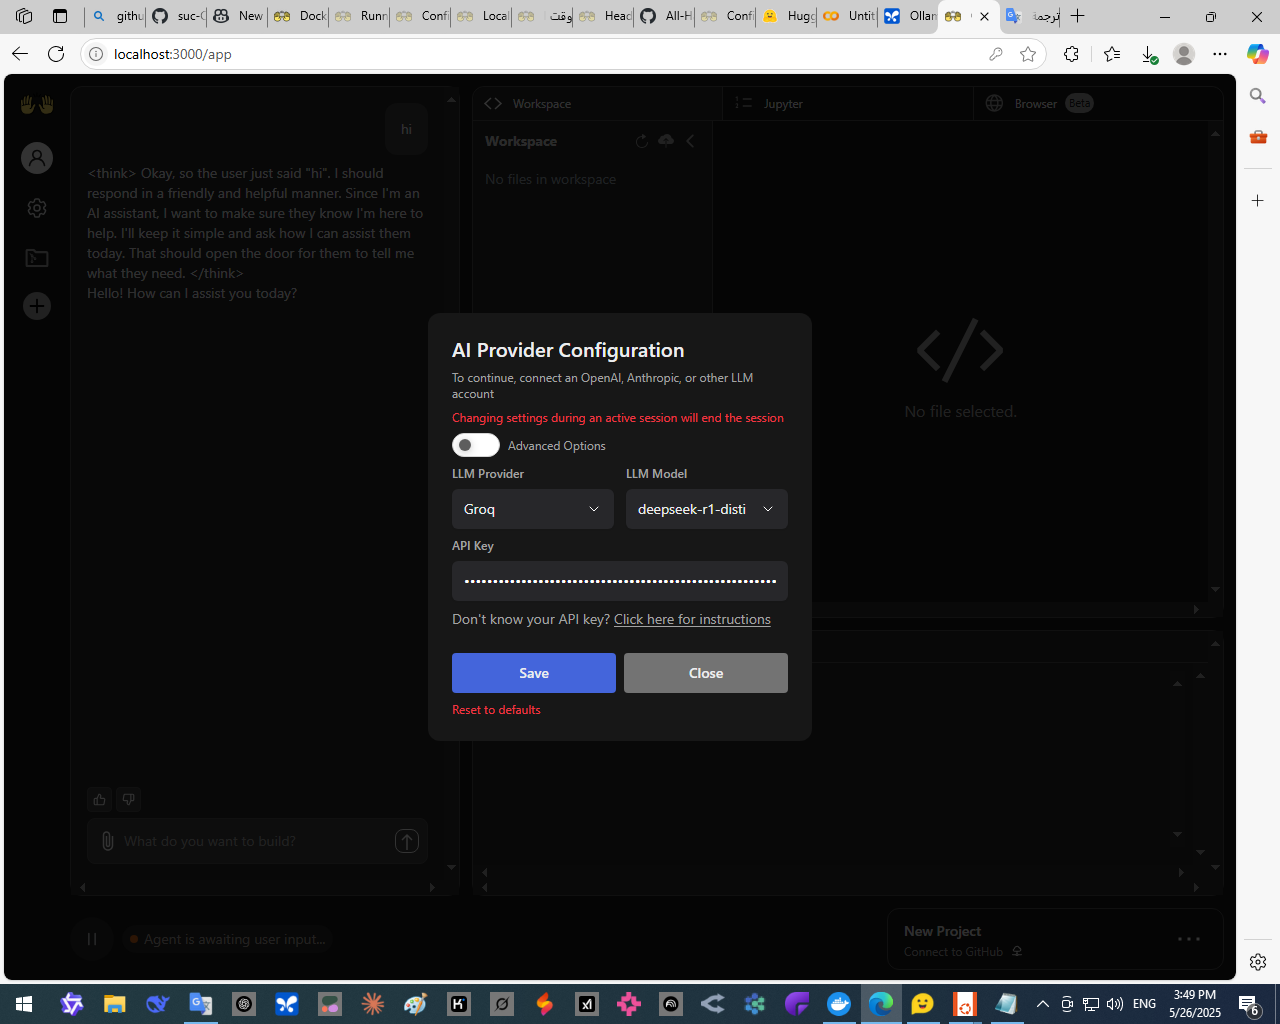 githu
suc-
New
Dock
Runn
Confi
Local
وقت
Head
All-H
Confi
Hugg
Untit
Ollan
ترجمة
localhost:3000/app
hi
<think> Okay, so the user just said "hi". I should
respond in a friendly and helpful manner. Since I'm an
AI assistant, I want to make sure they know I'm here to
help. I'll keep it simple and ask how I can assist them
today. That should open the door for them to tell me
what they need. </think>
Hello! How can I assist you today?
Workspace
Jupyter
Browser
Beta
Workspace
No files in workspace
No file selected.
AI Provider Configuration
To continue, connect an OpenAI, Anthropic, or other LLM
account
Changing settings during an active session will end the session
Advanced Options
LLM Provider
LLM Model
Groq
deepseek-r1-disti
API Key
Don't know your API key? Click here for instructions
Save
Close
Reset to defaults
What do you want to build?
Agent is awaiting user input...
New Project
Connect to GitHub
ENG
3:49 PM
5/26/2025
6